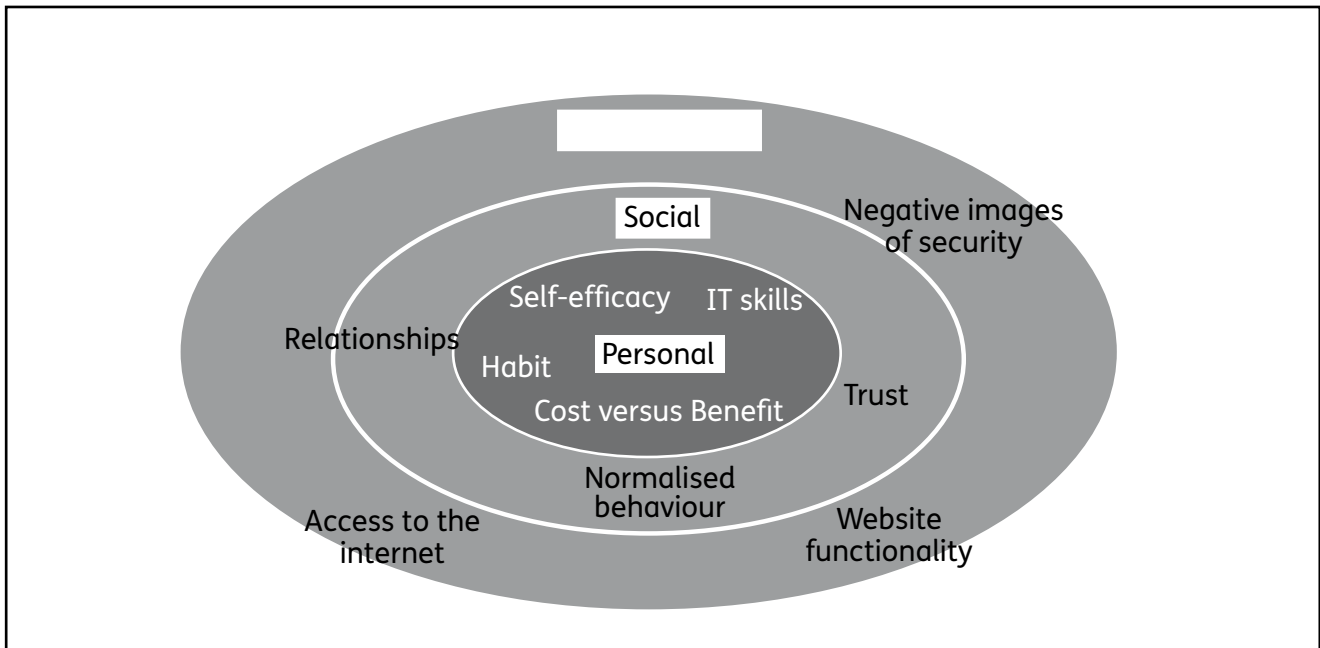 Social
Negative images
of security
Self-efficacy
IT skills
Relationships
Personal
Habit
Trust
Cost versus Benefit
Normalised
behaviour
Access to the
internet
Website
functionality